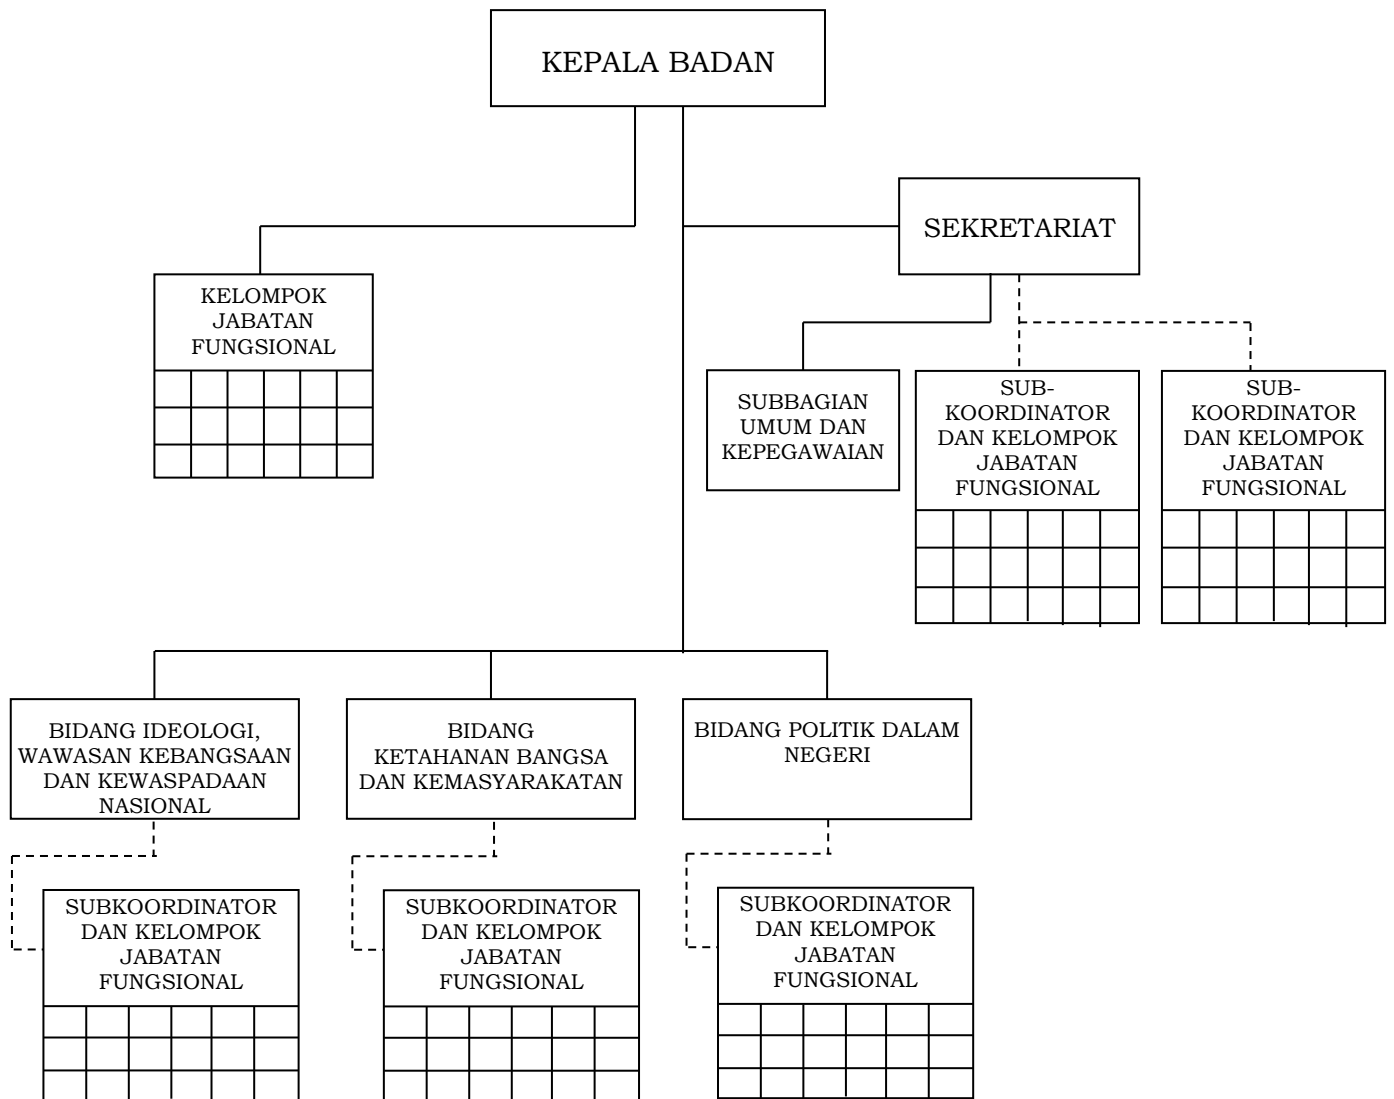 KEPALA BADAN
SEKRETARIAT
KELOMPOK
JABATAN
FUNGSIONAL
SUBBAGIAN
UMUM DAN
KEPEGAWAIAN
SUB-
KOORDINATOR
DAN KELOMPOK
JABATAN
FUNGSIONAL
SUB-
KOORDINATOR
DAN KELOMPOK
JABATAN
FUNGSIONAL
BIDANG IDEOLOGI,
WAWASAN KEBANGSAAN
DAN KEWASPADAAN
NASIONAL
BIDANG
KETAHANAN BANGSA
DAN KEMASYARAKATAN
BIDANG POLITIK DALAM
NEGERI
SUBKOORDINATOR
DAN KELOMPOK
JABATAN
FUNGSIONAL
SUBKOORDINATOR
DAN KELOMPOK
JABATAN
FUNGSIONAL
SUBKOORDINATOR
DAN KELOMPOK
JABATAN
FUNGSIONAL